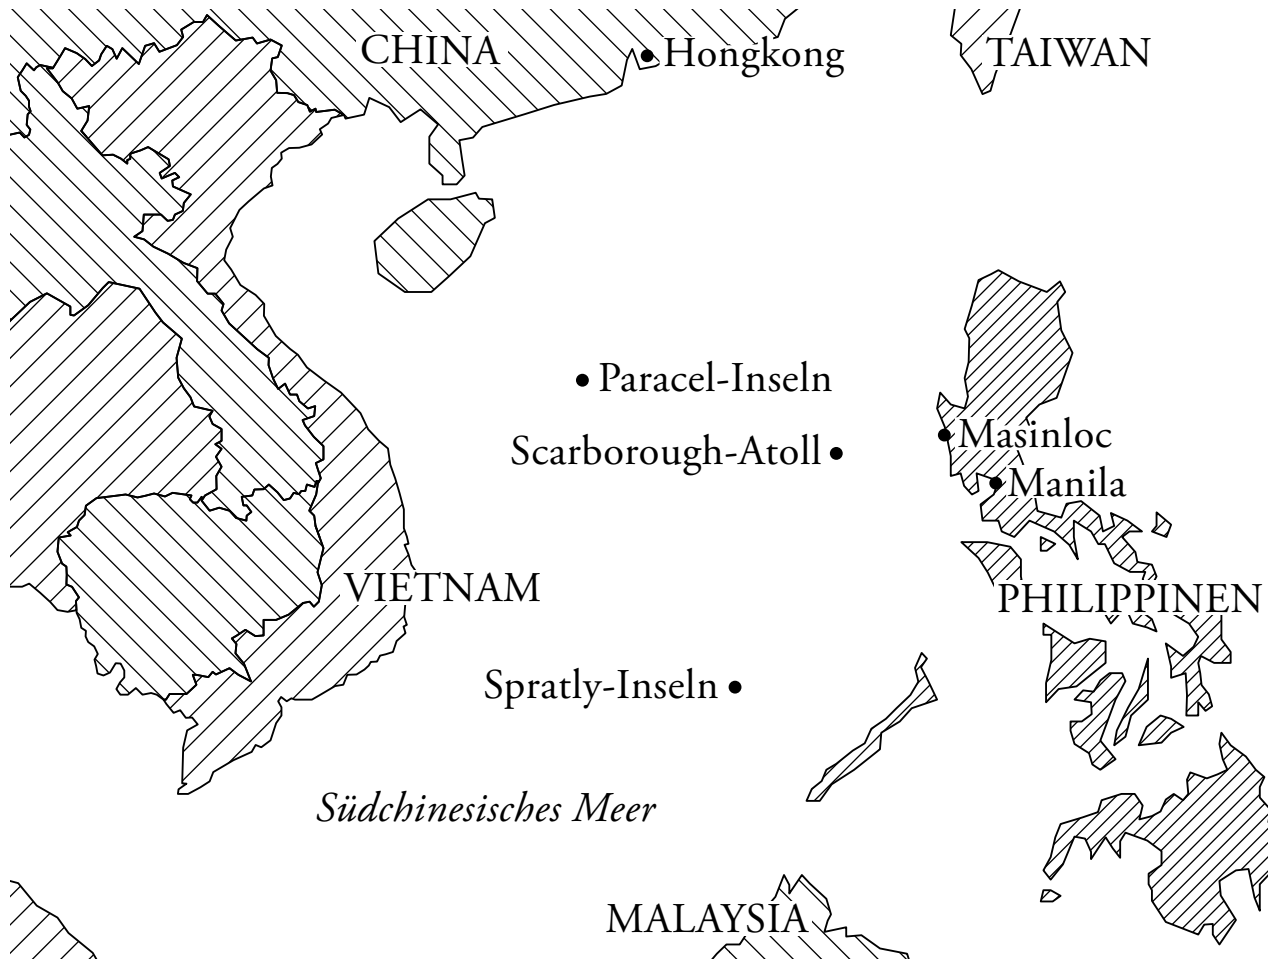 CHINA
Hongkong
TAIWAN
Paracel-Inseln
Masinloc
Scarborough-Atoll
Manila
VIETNAM
PHILIPPINEN
Spratly-Inseln
Südchinesisches Meer
MALAYSIA